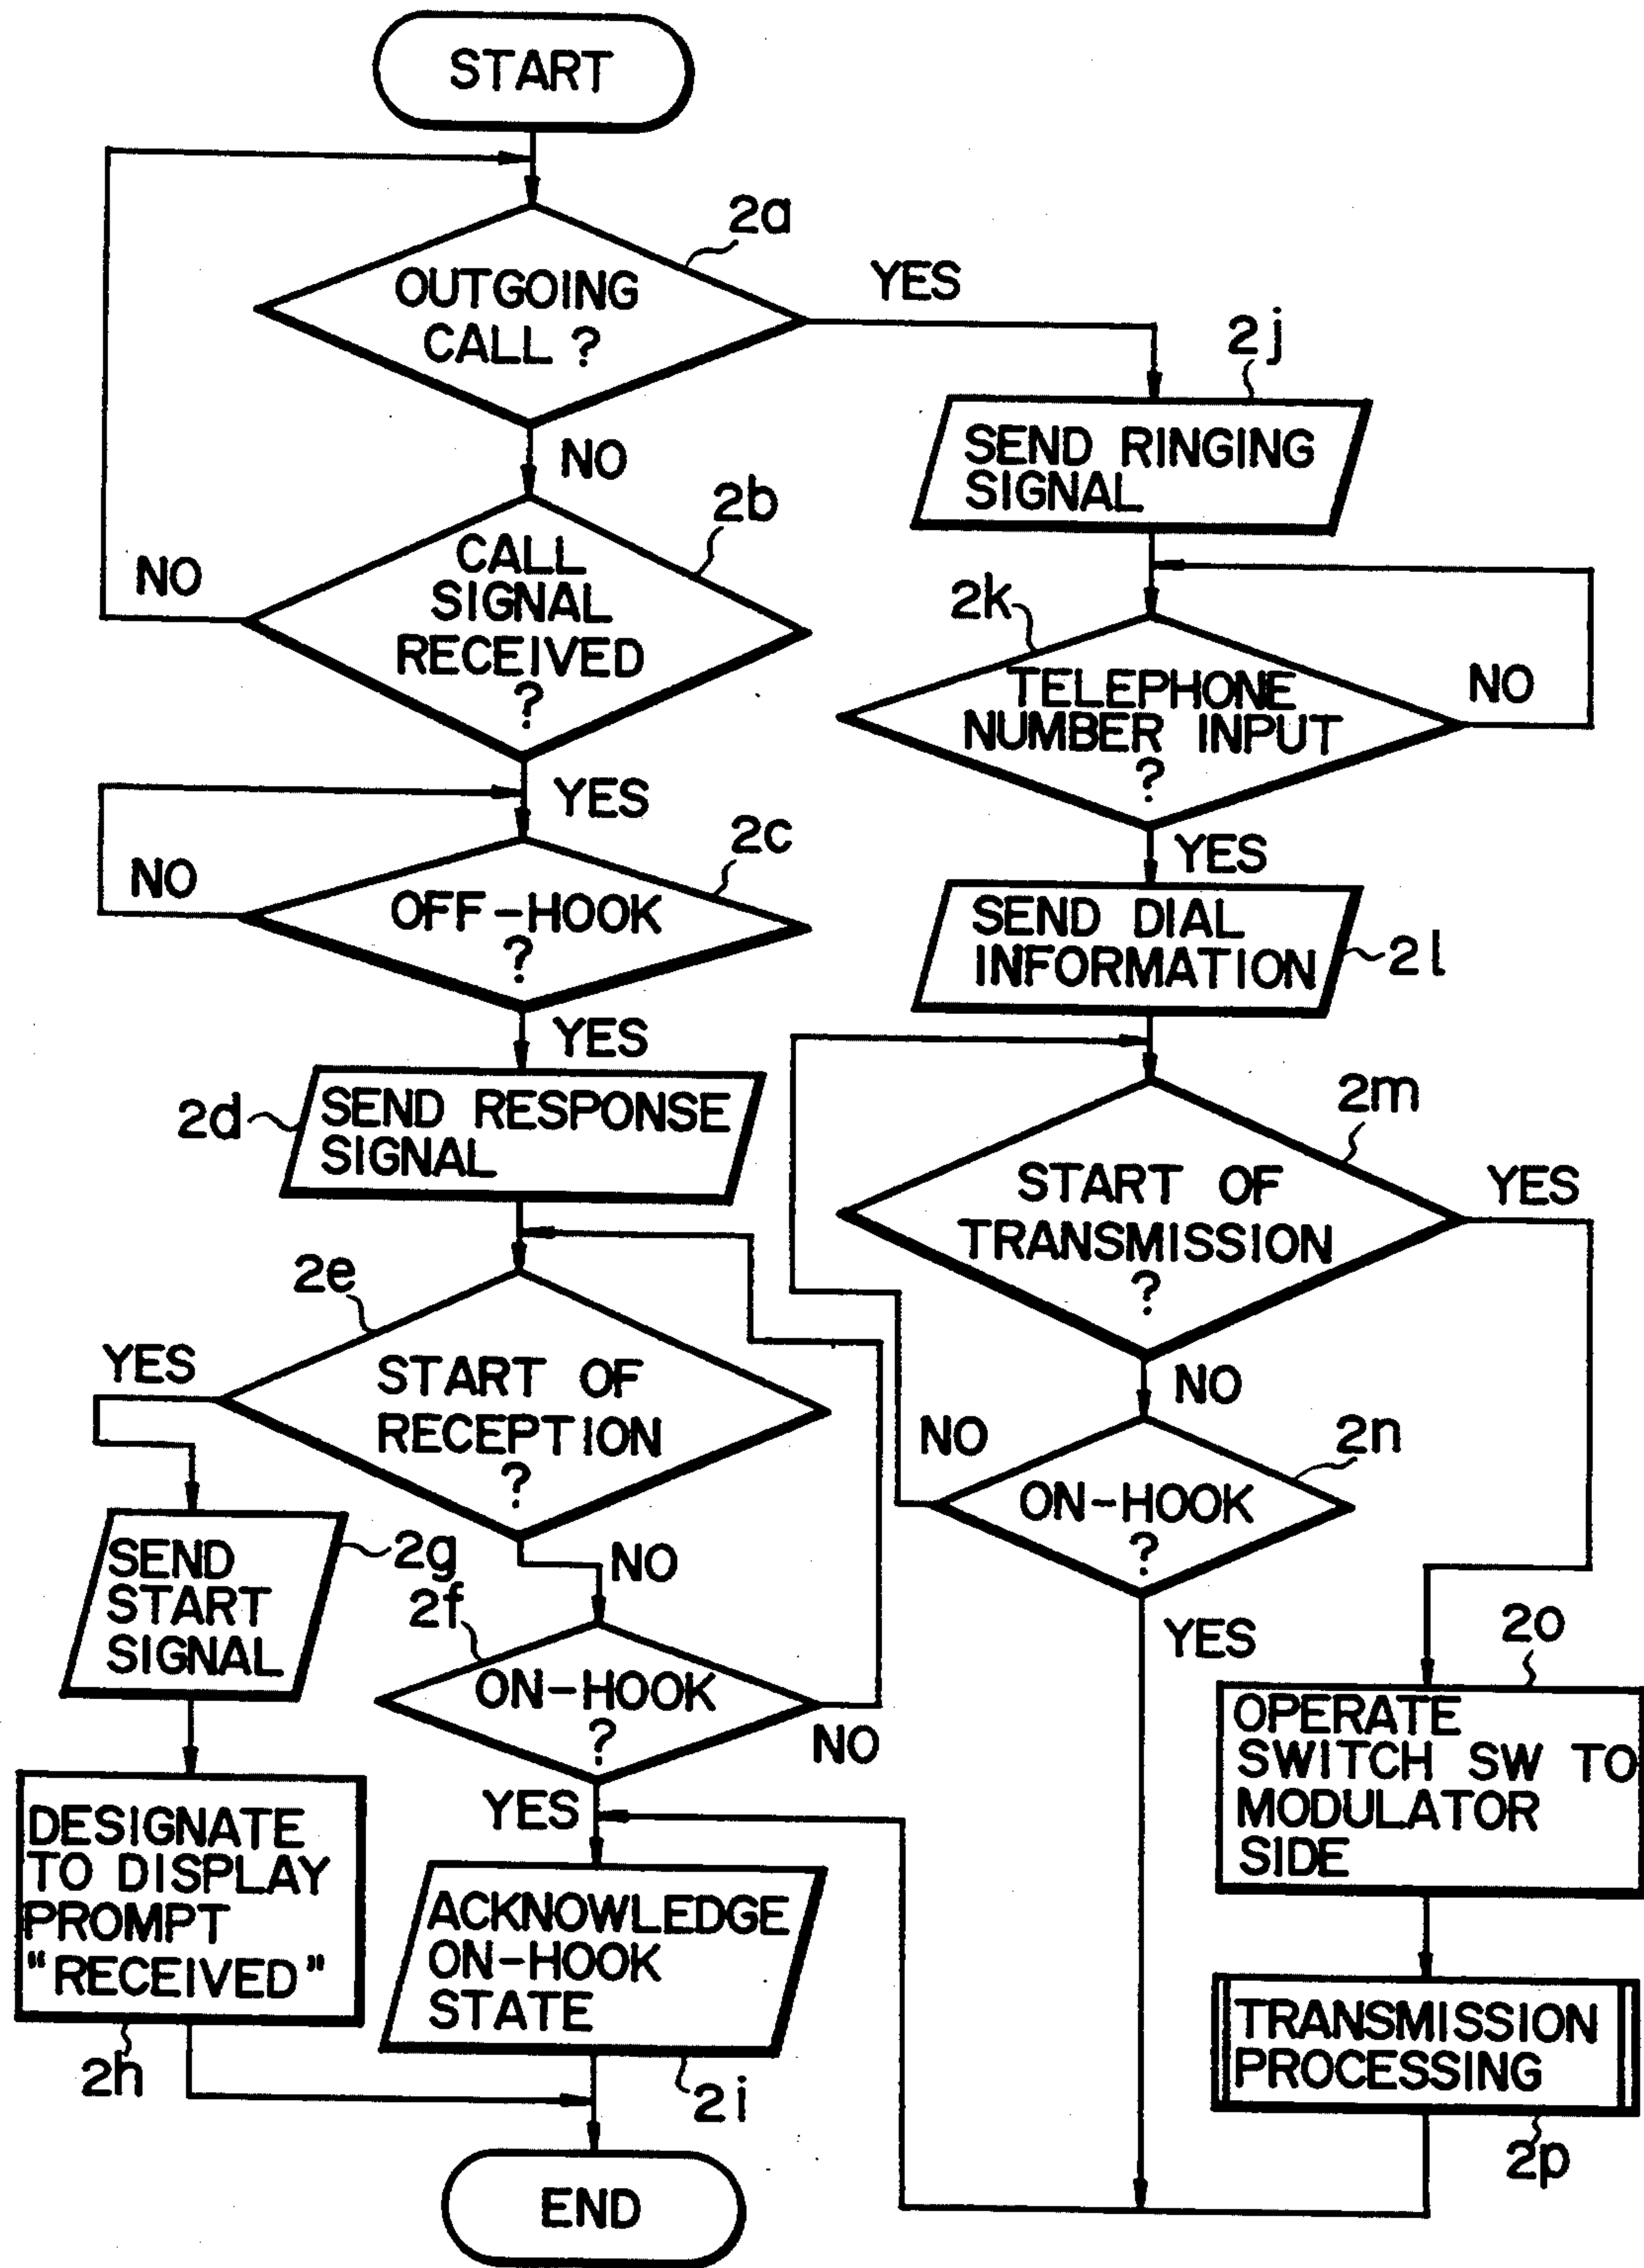 START
2a
OUTGOING
CALL ?
YES
NO
2j
SEND RINGING
SIGNAL
2b
CALL
SIGNAL
RECEIVED
?
NO
YES
2k
TELEPHONE
NUMBER INPUT
?
NO
YES
2c
OFF-HOOK
?
NO
YES
SEND DIAL
INFORMATION
2l
2d
SEND RESPONSE
SIGNAL
2m
START OF
TRANSMISSION
?
YES
NO
2e
START OF
RECEPTION
?
YES
NO
2n
ON-HOOK
?
NO
YES
SEND
START
SIGNAL
2g
2f
ON-HOOK
?
NO
YES
2o
OPERATE
SWITCH SW TO
MODULATOR
SIDE
DESIGNATE
TO DISPLAY
PROMPT
"RECEIVED"
2h
ACKNOWLEDGE
ON-HOOK
STATE
2i
TRANSMISSION
PROCESSING
2p
END